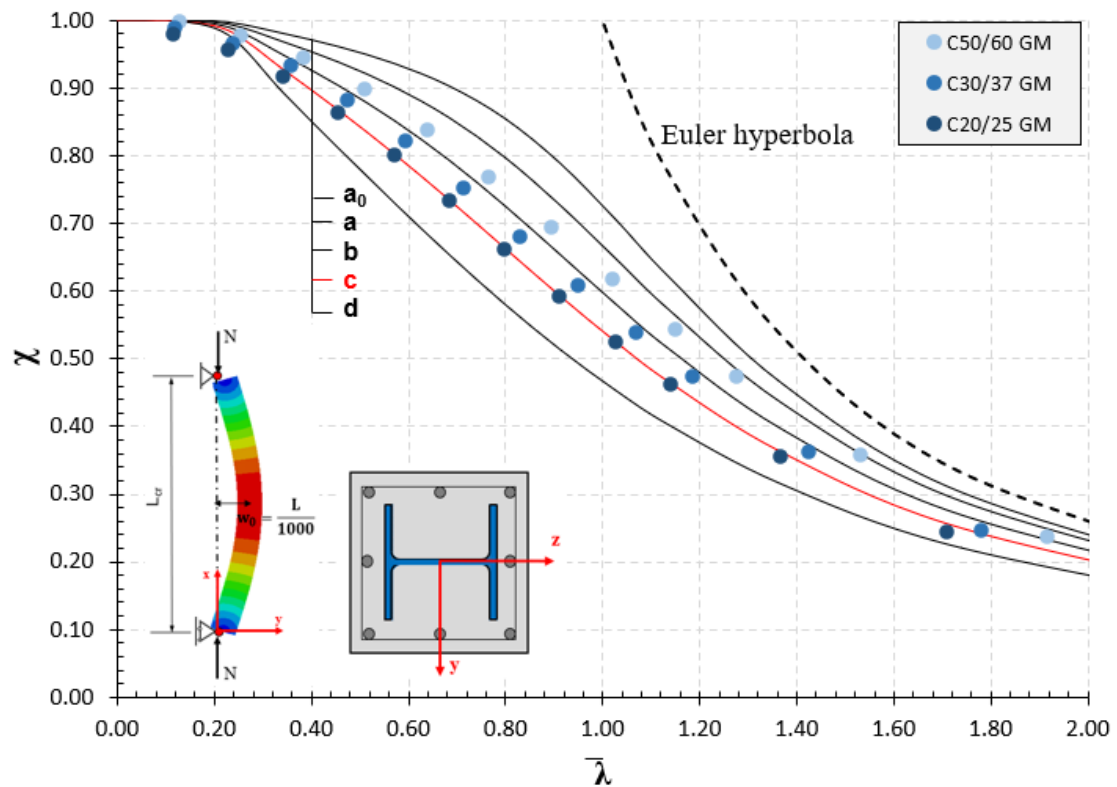 1.00
0.90
0.80
0.70
0.60
0.50
0.40
0.30
0.20
0.10
0.00
χ
C50/60 GM
C30/37 GM
C20/25 GM
Euler hyperbola
a₀
a
b
c
d
N
L_cr
w₀ = L/1000
x
y
N
z
y
0.00 0.20 0.40 0.60 0.80 1.00 1.20 1.40 1.60 1.80 2.00
λ̅